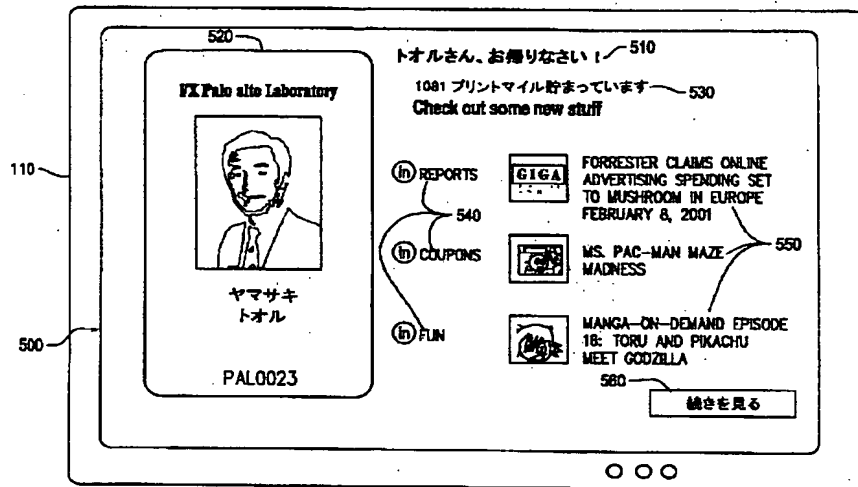 520
トオルさん、お帰りなさい!
510
FX Palo alto Laboratory
1081 プリントマイル貯まっています
530
Check out some new stuff
110
in REPORTS
GIGA
FORRESTER CLAIMS ONLINE
ADVERTISING SPENDING SET
TO MUSHROOM IN EUROPE
FEBRUARY 8, 2001
540
550
in COUPONS
MS. PAC-MAN MAZE
MADNESS
ヤマサキ
トオル
in FUN
MANGA-ON-DEMAND EPISODE
18: TORU AND PIKACHU
MEET GODZILLA
500
PAL0023
560
続きを見る